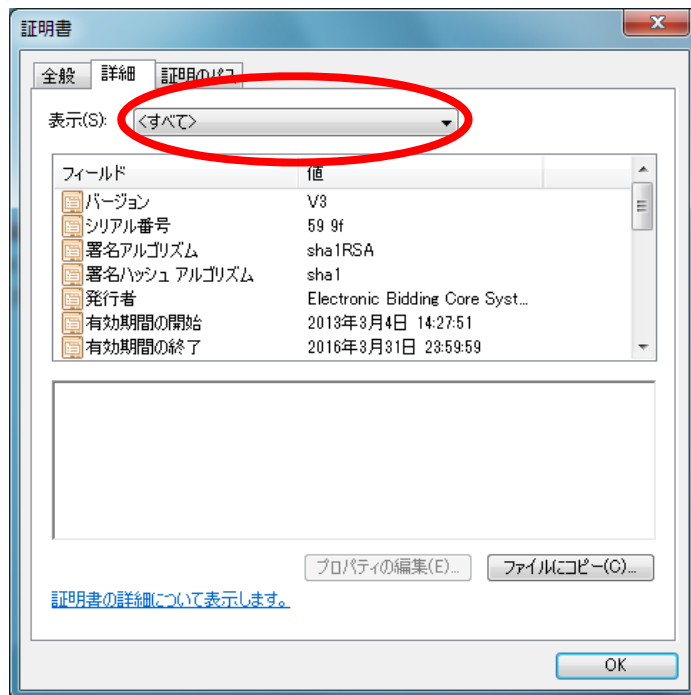 証明書
全般 詳細 証明のパス
表示(S): <すべて>
フィールド 値
バージョン V3
シリアル番号 59 9f
署名アルゴリズム sha1RSA
署名ハッシュ アルゴリズム sha1
発行者 Electronic Bidding Core Syst...
有効期間の開始 2013年3月4日 14:27:51
有効期間の終了 2016年3月31日 23:59:59
プロパティの編集(E)... ファイルにコピー(C)...
証明書の詳細について表示します。
OK